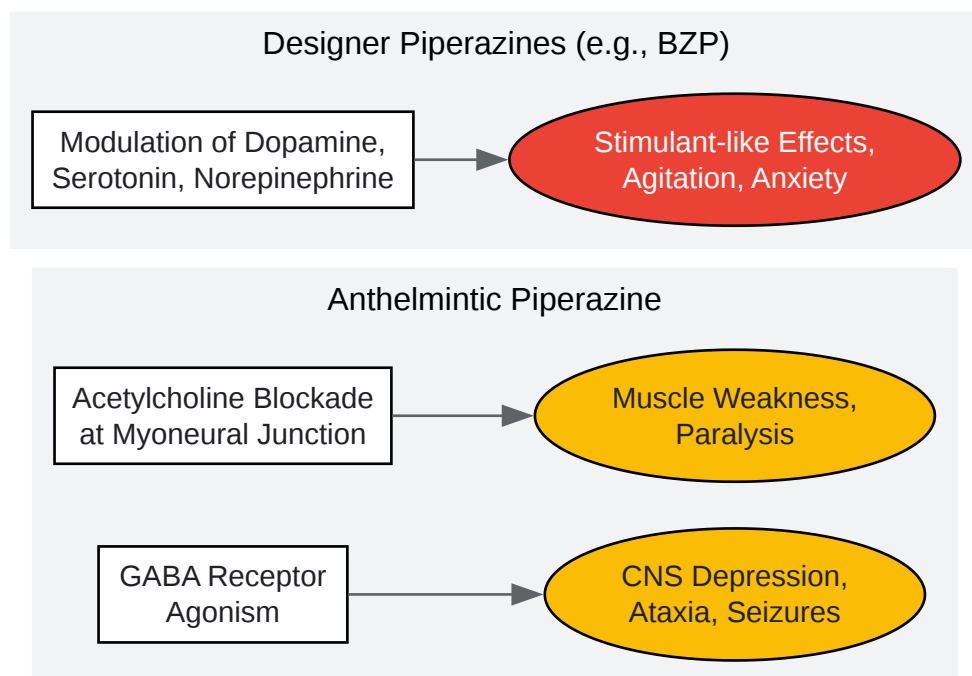 Designer Piperazines (e.g., BZP)
Modulation of Dopamine,
Serotonin, Norepinephrine
Stimulant-like Effects,
Agitation, Anxiety
Anthelmintic Piperazine
Acetylcholine Blockade
at Myoneural Junction
Muscle Weakness,
Paralysis
GABA Receptor
Agonism
CNS Depression,
Ataxia, Seizures